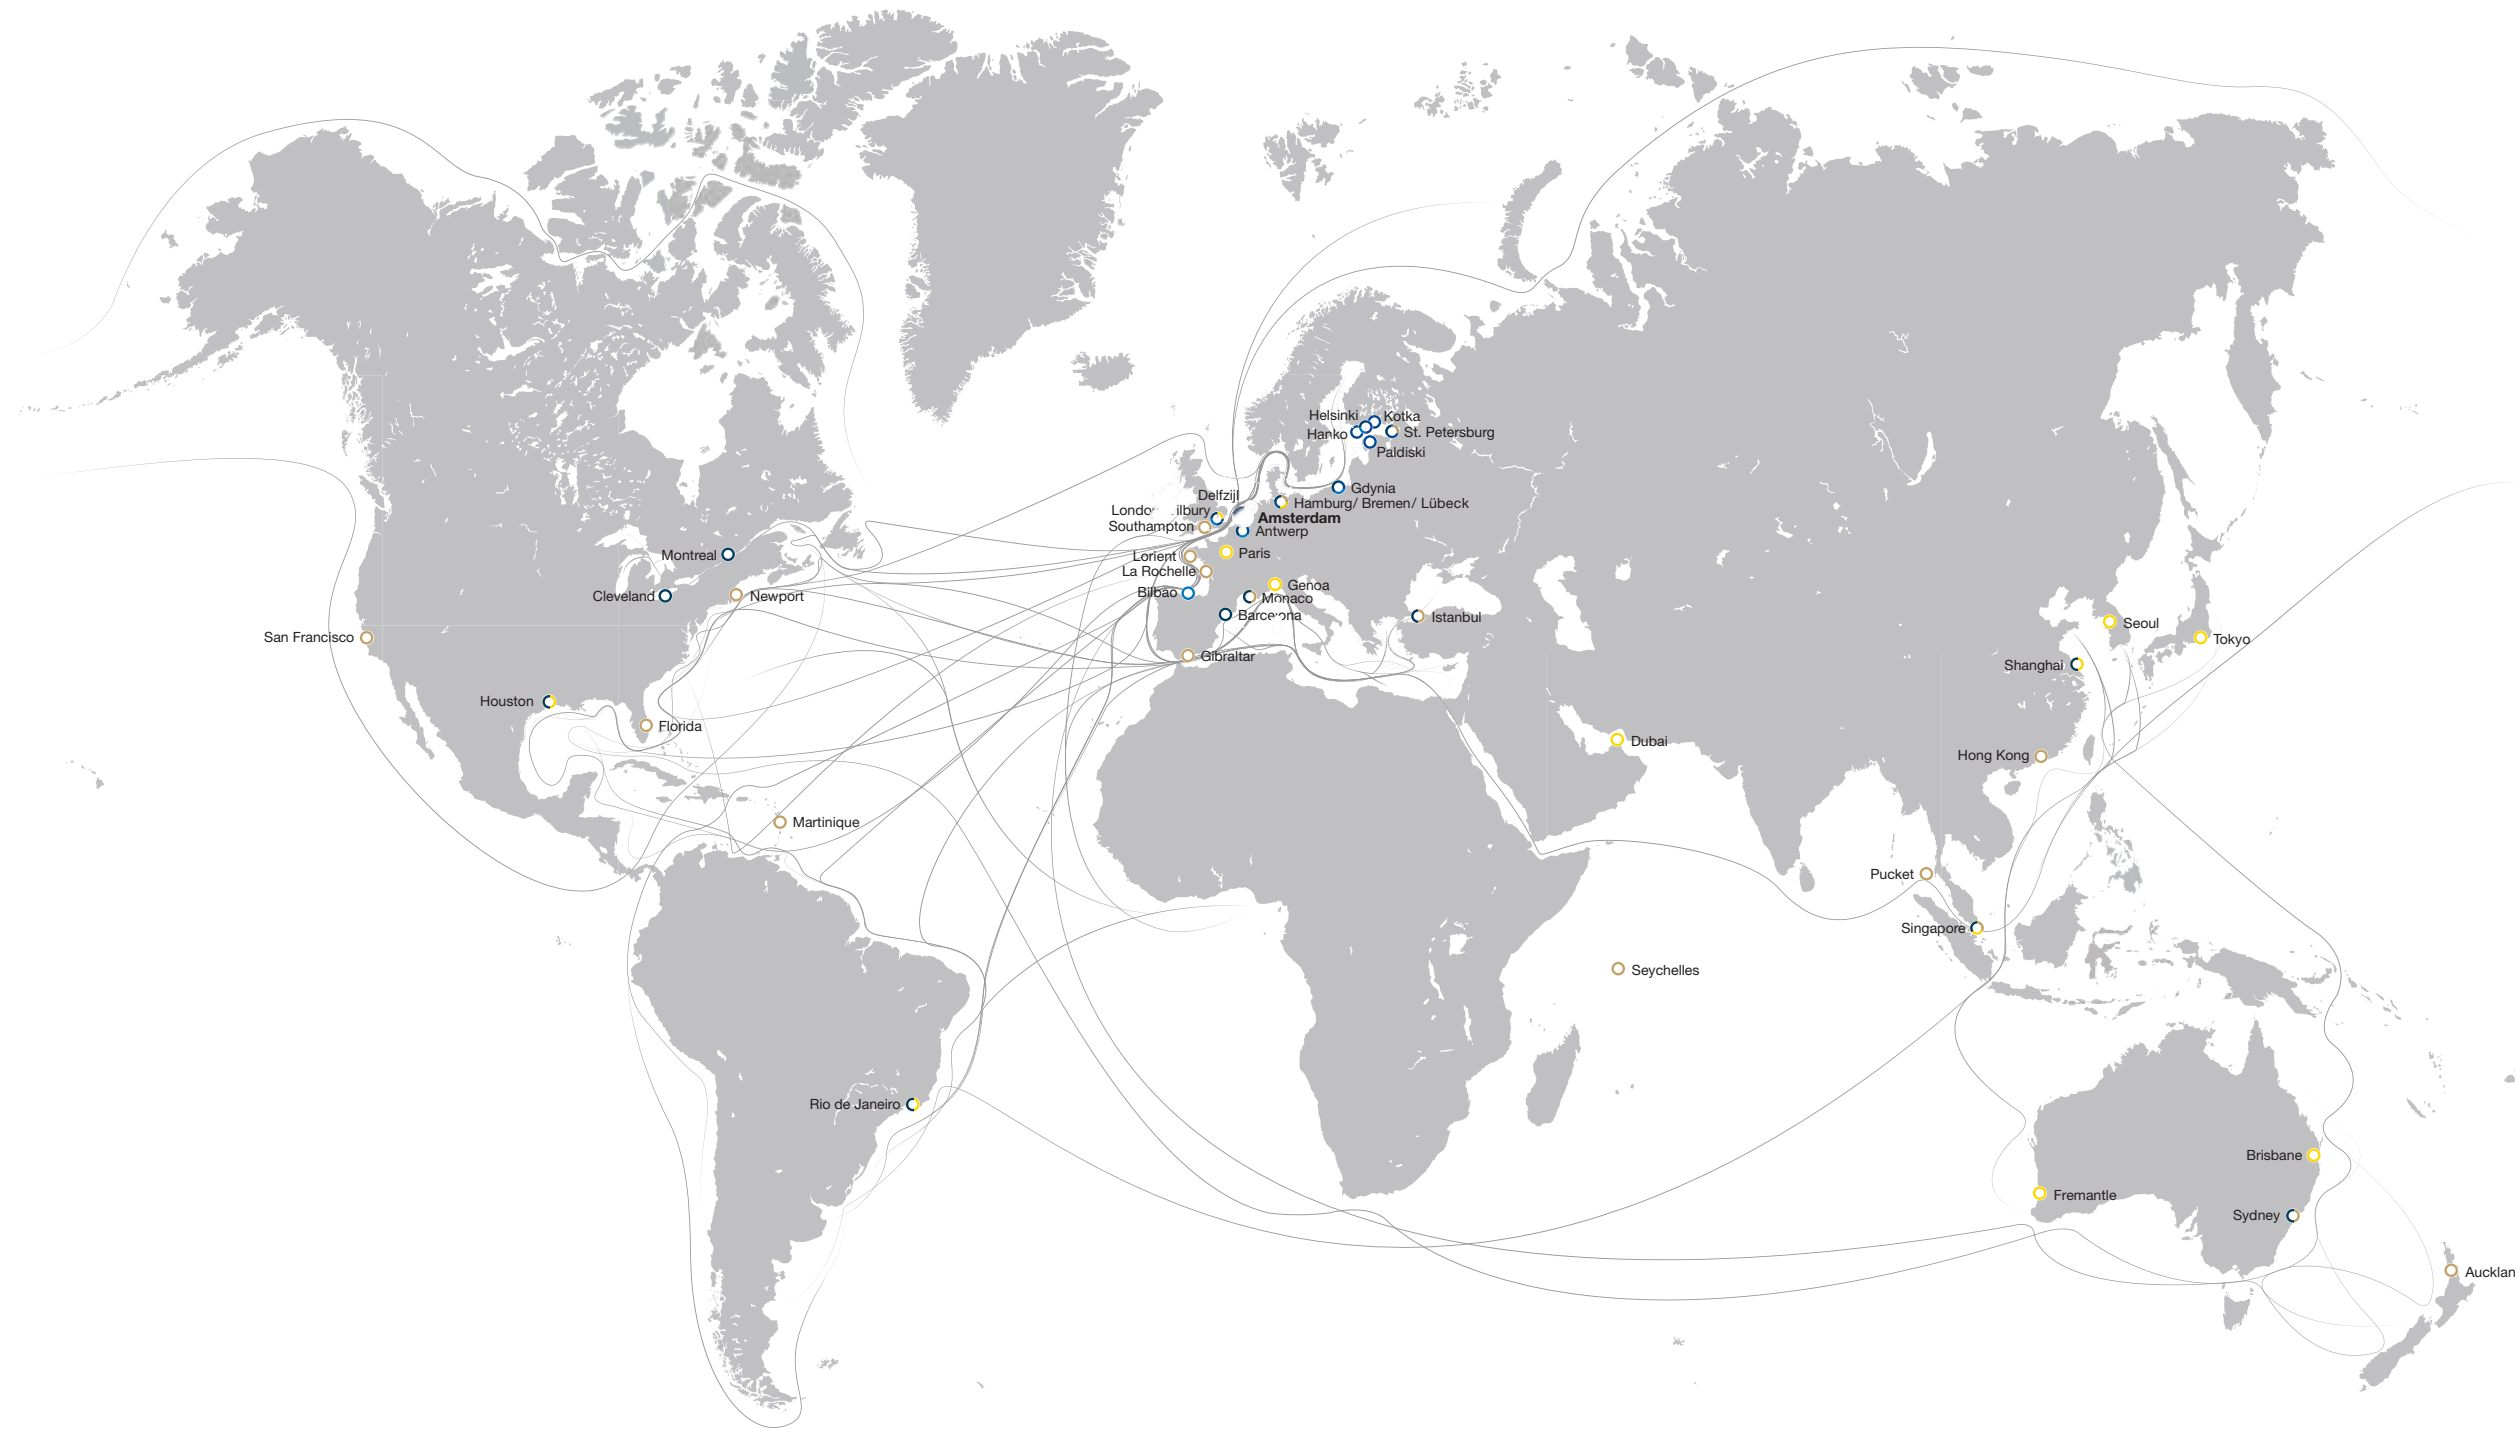 Helsinki
Kotka
Hanko
St. Petersburg
Paldiski
Gdynia
Delfzijl
Hamburg/ Bremen/ Lübeck
ilbury
Amsterdam
Southampton
Antwerp
Montreal
Lorient
Paris
La Rochelle
Genoa
Cleveland
Newport
Bilbao
Monaco
Istanbul
Seoul
San Francisco
Tokyo
Gibraltar
Shanghai
Houston
Florida
Dubai
Hong Kong
Martinique
Pucket
Singapore
Seychelles
Rio de Janeiro
Brisbane
Fremantle
Sydney
Aucklan